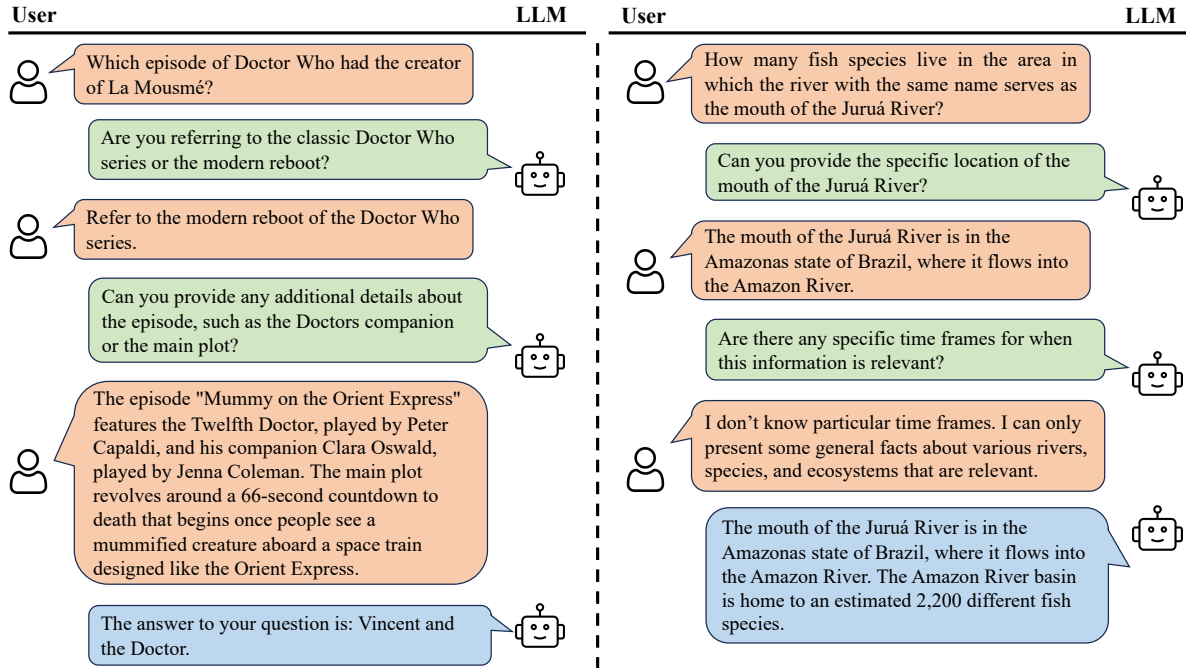 User
LLM
Which episode of Doctor Who had the creator
of La Mousmé?
Are you referring to the classic Doctor Who
series or the modern reboot?
Refer to the modern reboot of the Doctor Who
series.
Can you provide any additional details about
the episode, such as the Doctors companion
or the main plot?
The episode "Mummy on the Orient Express"
features the Twelfth Doctor, played by Peter
Capaldi, and his companion Clara Oswald,
played by Jenna Coleman. The main plot
revolves around a 66-second countdown to
death that begins once people see a
mummified creature aboard a space train
designed like the Orient Express.
The answer to your question is: Vincent and
the Doctor.
User
LLM
How many fish species live in the area in
which the river with the same name serves as
the mouth of the Juruá River?
Can you provide the specific location of the
mouth of the Juruá River?
The mouth of the Juruá River is in the
Amazonas state of Brazil, where it flows into
the Amazon River.
Are there any specific time frames for when
this information is relevant?
I don’t know particular time frames. I can only
present some general facts about various rivers,
species, and ecosystems that are relevant.
The mouth of the Juruá River is in the
Amazonas state of Brazil, where it flows into
the Amazon River. The Amazon River basin
is home to an estimated 2,200 different fish
species.